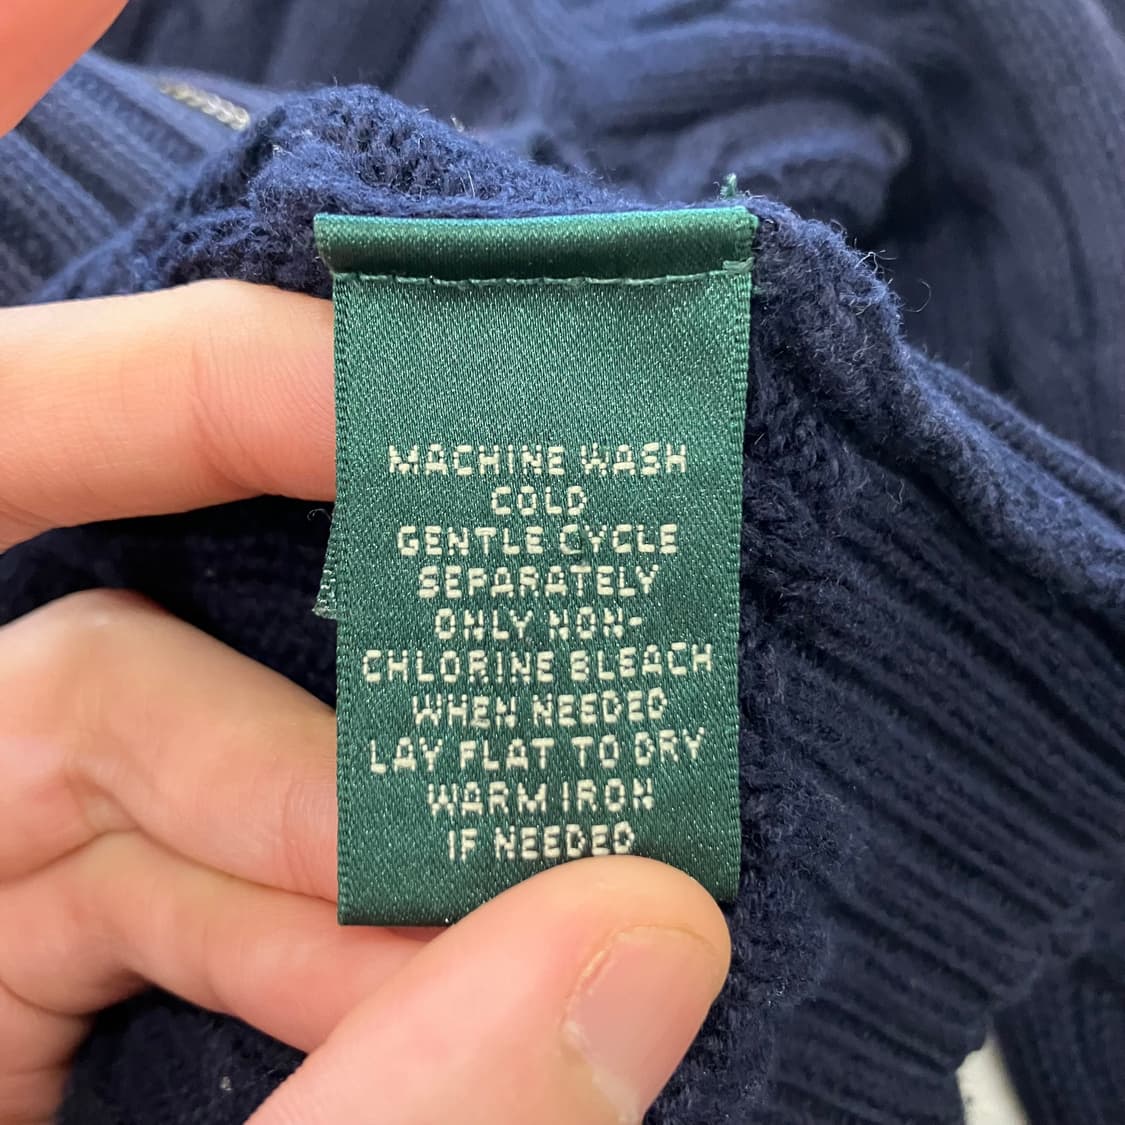 MACHINE WASH
COLD
GENTLE CYCLE
SEPARATELY
ONLY NON-
CHLORINE BLEACH
WHEN NEEDED
LAY FLAT TO DRY
WARM IRON
IF NEEDED